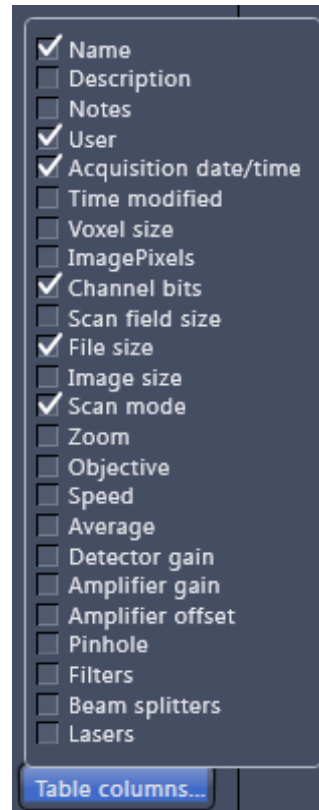 Name
Description
Notes
User
Acquisition date/time
Time modified
Voxel size
ImagePixels
Channel bits
Scan field size
File size
Image size
Scan mode
Zoom
Objective
Speed
Average
Detector gain
Amplifier gain
Amplifier offset
Pinhole
Filters
Beam splitters
Lasers
Table columns...